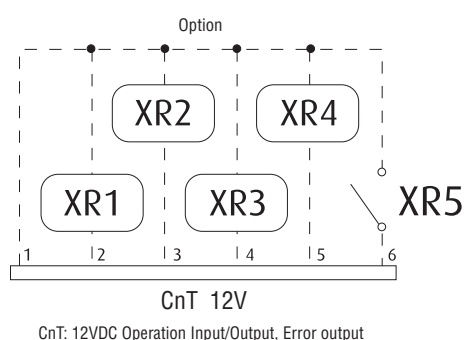 Option
XR2 XR4
XR1 XR3 XR5
1 2 3 4 5 6
CnT 12V
CnT: 12VDC Operation Input/Output, Error output